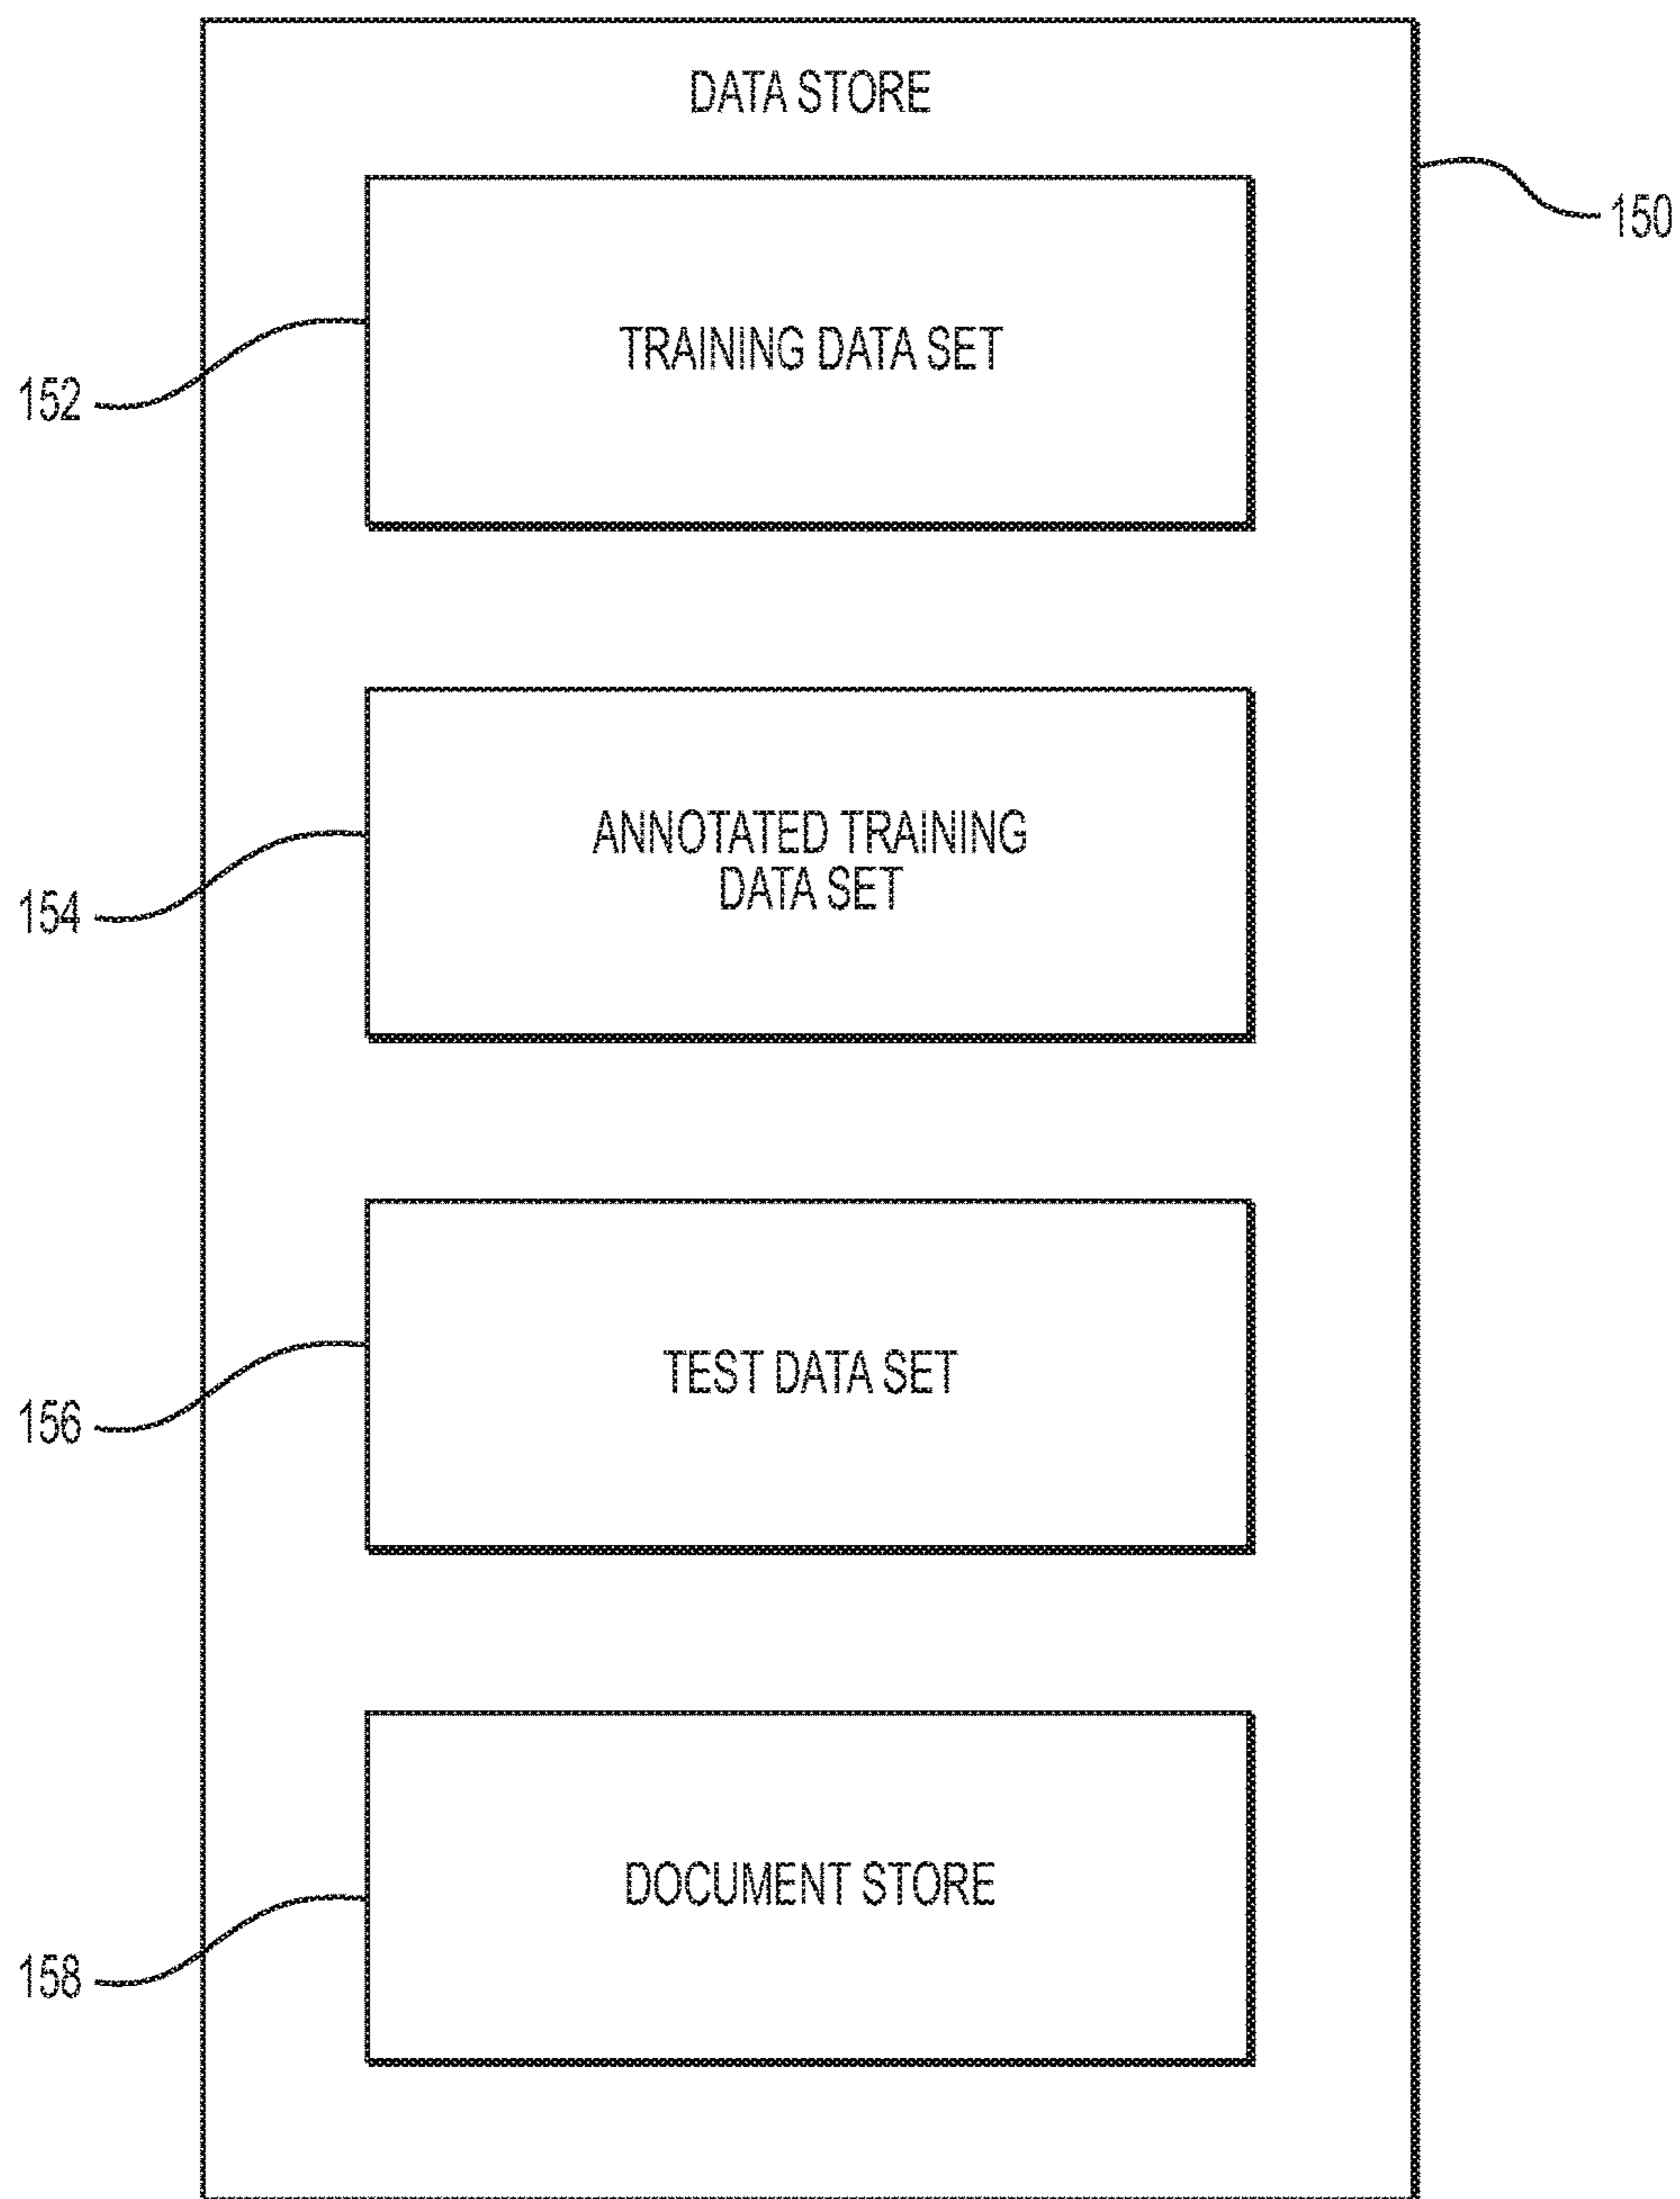 DATA STORE
150
TRAINING DATA SET
152
ANNOTATED TRAINING
DATA SET
154
TEST DATA SET
156
DOCUMENT STORE
158